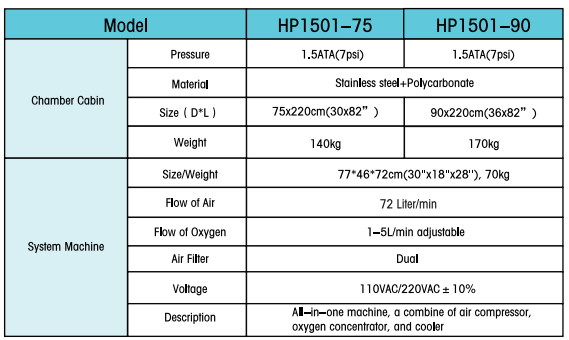 Model HP1501-75 HP1501-90
Chamber Cabin
Pressure 1.5ATA(7psi) 1.5ATA(7psi)
Material Stainless steel+Polycarbonate
Size ( D*L ) 75x220cm(30x82” ) 90x220cm(36x82” )
Weight 140kg 170kg
System Machine
Size/Weight 77*46*72cm(30"x18"x28"), 70kg
Flow of Air 72 Liter/min
Flow of Oxygen 1-5L/min adjustable
Air Filter Dual
Voltage 110VAC/220VAC ± 10%
Description All-in-one machine, a combine of air compressor,
oxygen concentrator, and cooler